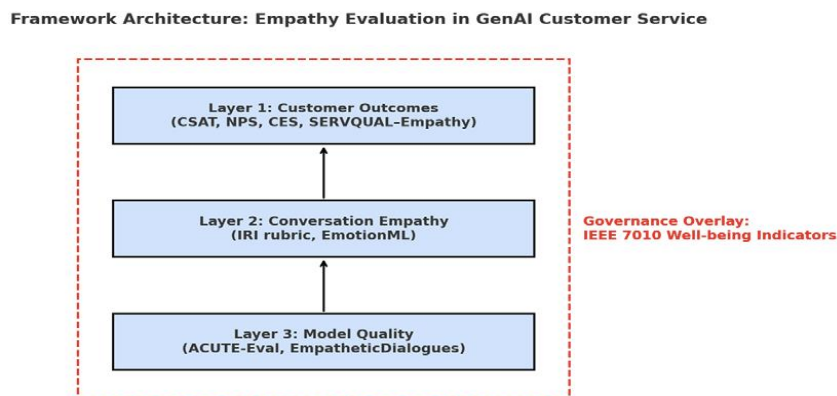 Framework Architecture: Empathy Evaluation in GenAI Customer Service
Layer 1: Customer Outcomes
(CSAT, NPS, CES, SERVQUAL–Empathy)
Layer 2: Conversation Empathy
(IRI rubric, EmotionML)
Governance Overlay:
IEEE 7010 Well-being Indicators
Layer 3: Model Quality
(ACUTE-Eval, EmpatheticDialogues)